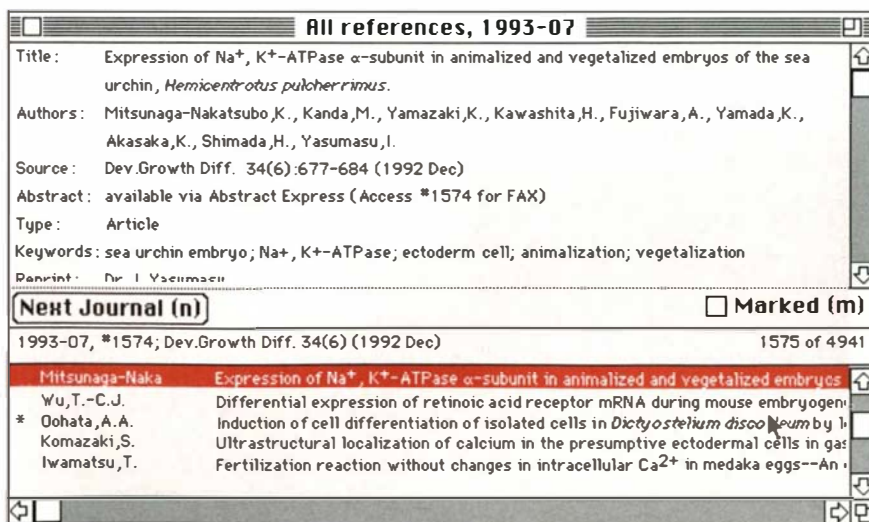 All references, 1993-07
Title: Expression of Na+, K+-ATPase α-subunit in animalized and vegetalized embryos of the sea
urchin, Hemicentrotus pulcherrimus.
Authors: Mitsunaga-Nakatsubo,K., Kanda,M., Yamazaki,K., Kawashita,H., Fujiwara,A., Yamada,K.,
Akasaka,K., Shimada,H., Yasumasu,I.
Source: Dev.Growth Diff. 34(6):677-684 (1992 Dec)
Abstract: available via Abstract Express (Access #1574 for FAX)
Type: Article
Keywords: sea urchin embryo; Na+, K+-ATPase; ectoderm cell; animalization; vegetalization
Reprint: Dr. I. Yasumasu
Next Journal (n) Marked (m)
1993-07, #1574; Dev.Growth Diff. 34(6) (1992 Dec) 1575 of 4941
Mitsunaga-Naka Expression of Na+, K+-ATPase α-subunit in animalized and vegetalized embryos
Wu,T.-C.J. Differential expression of retinoic acid receptor mRNA during mouse embryogen
* Oohata,A.A. Induction of cell differentiation of isolated cells in Dictyostelium disco eum by
Komazaki,S. Ultrastructural localization of calcium in the presumptive ectodermal cells in gas
Iwamatsu,T. Fertilization reaction without changes in intracellular Ca2+ in medaka eggs--An